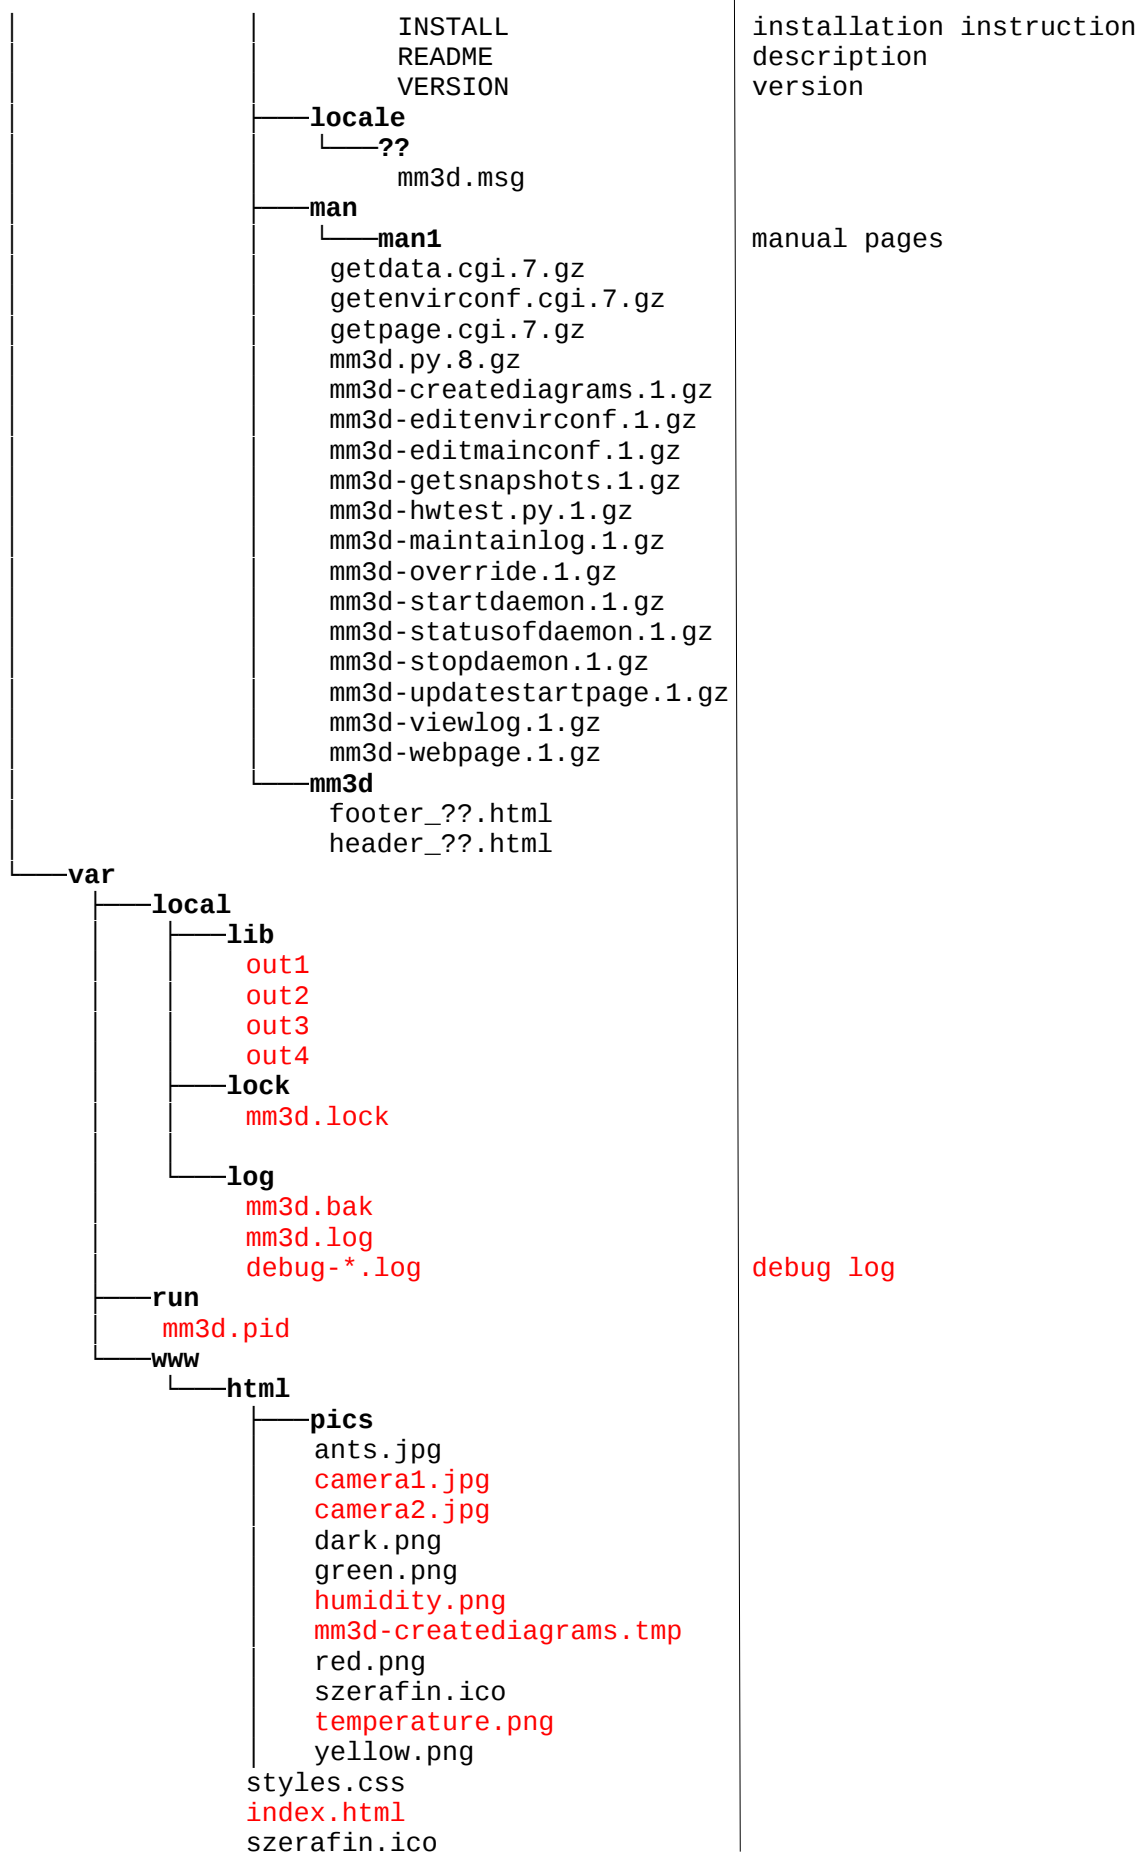 INSTALL installation instruction
README description
VERSION version
locale
??
mm3d.msg
man
man1 manual pages
getdata.cgi.7.gz
getenvirconf.cgi.7.gz
getpage.cgi.7.gz
mm3d.py.8.gz
mm3d-creatediagrams.1.gz
mm3d-editenvirconf.1.gz
mm3d-editmainconf.1.gz
mm3d-getsnapshots.1.gz
mm3d-hwtest.py.1.gz
mm3d-maintainlog.1.gz
mm3d-override.1.gz
mm3d-startdaemon.1.gz
mm3d-statusofdaemon.1.gz
mm3d-stopdaemon.1.gz
mm3d-updatestartpage.1.gz
mm3d-viewlog.1.gz
mm3d-webpage.1.gz
mm3d
footer_??.html
header_??.html
var
local
lib
out1
out2
out3
out4
lock
mm3d.lock
log
mm3d.bak
mm3d.log
debug-*.log debug log
run
mm3d.pid
www
html
pics
ants.jpg
camera1.jpg
camera2.jpg
dark.png
green.png
humidity.png
mm3d-creatediagrams.tmp
red.png
szerafin.ico
temperature.png
yellow.png
styles.css
index.html
szerafin.ico